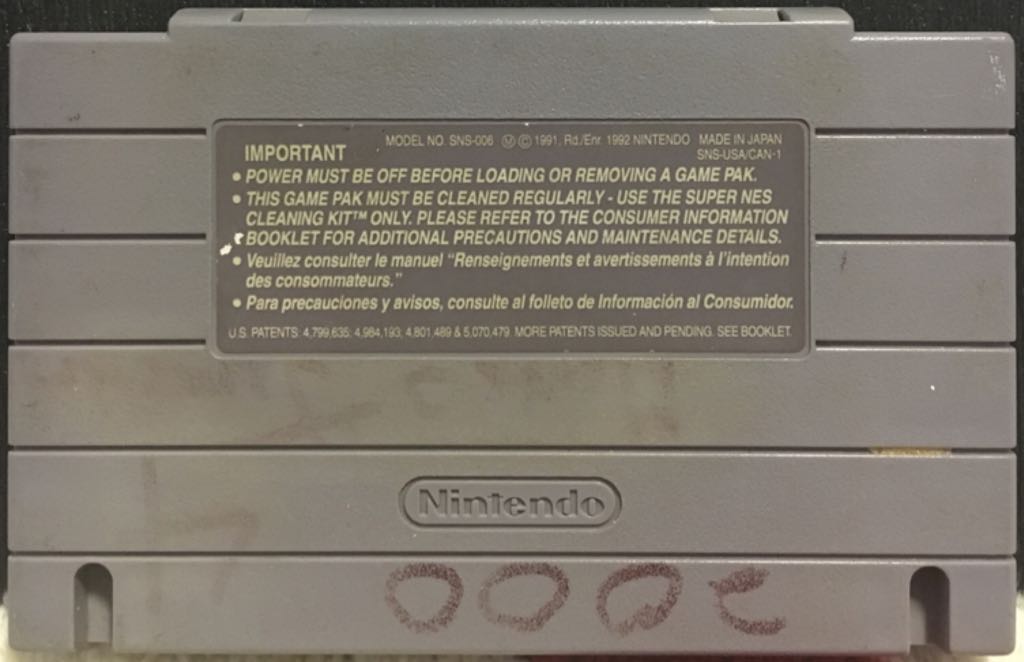 MODEL NO. SNS-006 Ⓜ © 1991, Rd./Enr. 1992 NINTENDO MADE IN JAPAN
IMPORTANT SNS-USA/CAN-1
• POWER MUST BE OFF BEFORE LOADING OR REMOVING A GAME PAK.
• THIS GAME PAK MUST BE CLEANED REGULARLY - USE THE SUPER NES
CLEANING KIT™ ONLY. PLEASE REFER TO THE CONSUMER INFORMATION
BOOKLET FOR ADDITIONAL PRECAUTIONS AND MAINTENANCE DETAILS.
• Veuillez consulter le manuel “Renseignements et avertissements à l'intention
des consommateurs.”
• Para precauciones y avisos, consulte al folleto de Información al Consumidor.
U.S. PATENTS: 4,799,635; 4,984,193; 4,801,489 & 5,070,479. MORE PATENTS ISSUED AND PENDING. SEE BOOKLET.
Nintendo